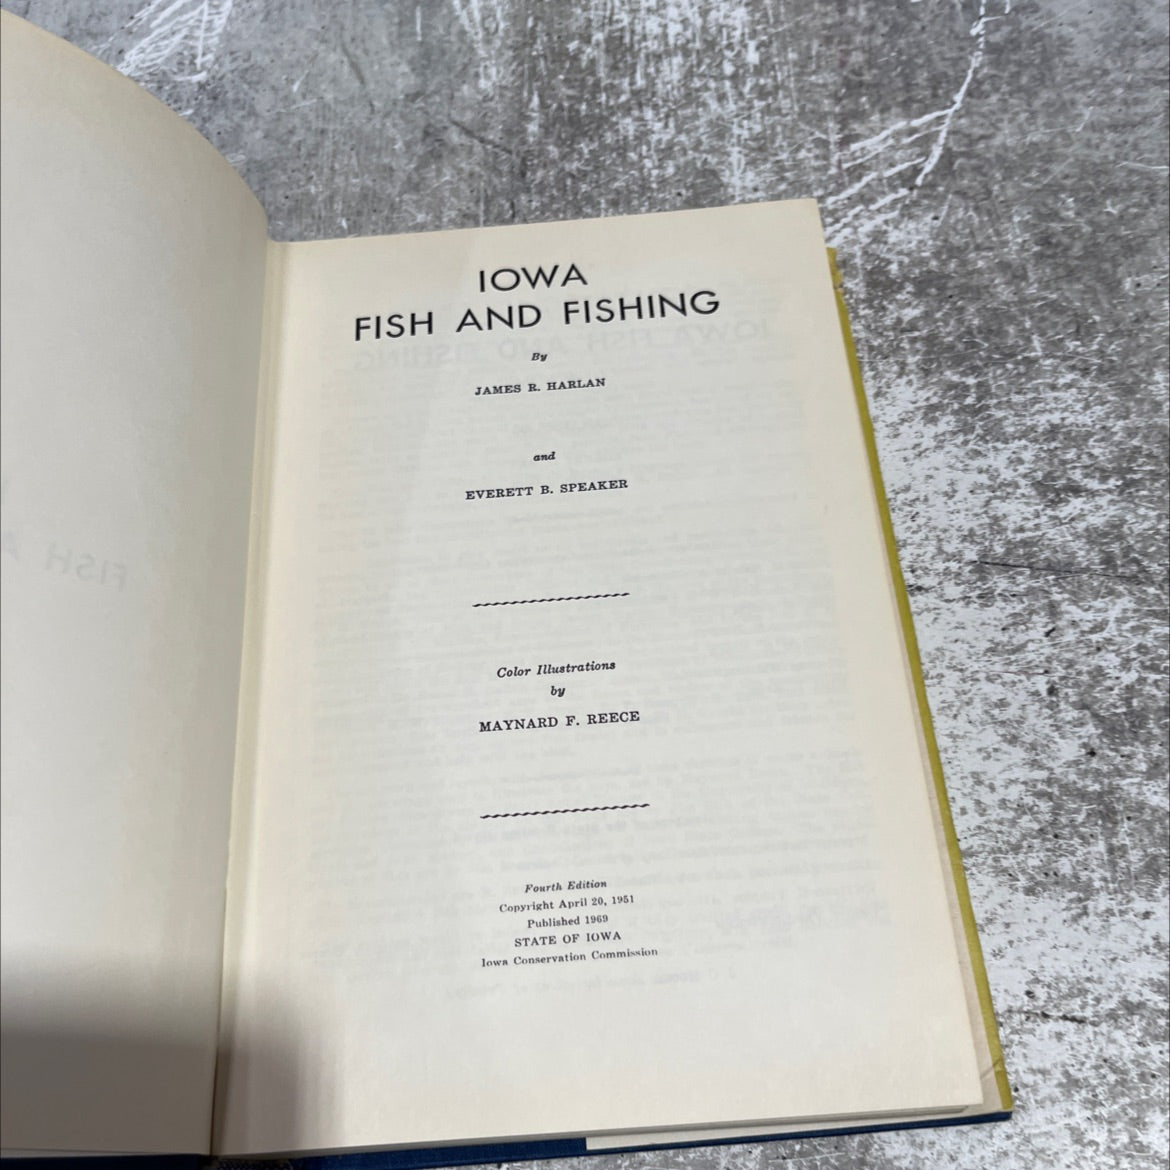 IOWA
FISH AND FISHING
By
JAMES R. HARLAN
and
EVERETT B. SPEAKER
Color Illustrations
by
MAYNARD F. REECE
Fourth Edition
Copyright April 20, 1951
Published 1969
STATE OF IOWA
Iowa Conservation Commission